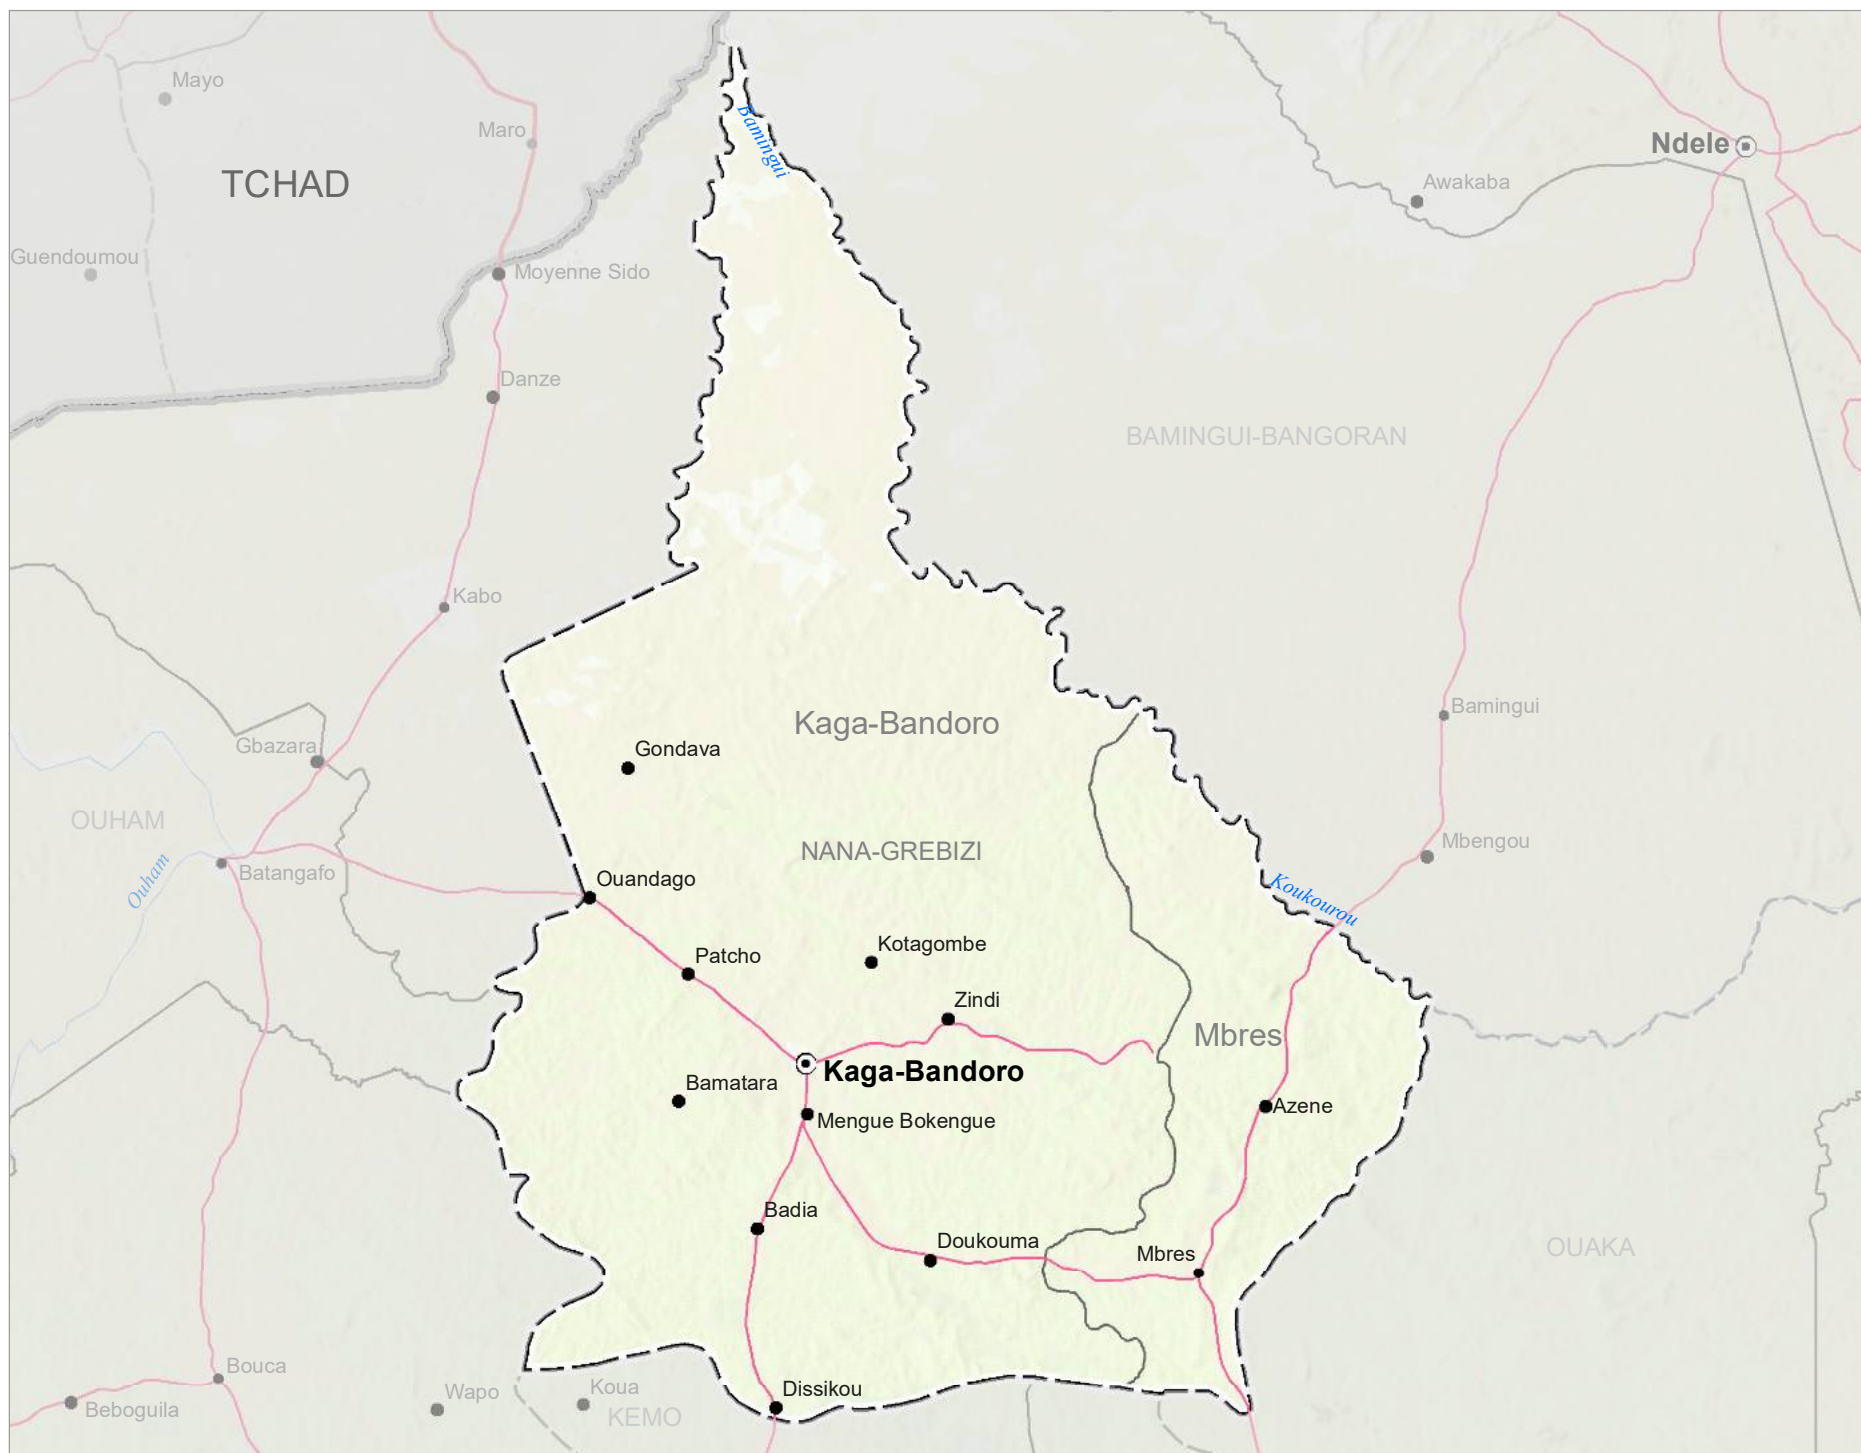 Mayo
Bamingui
Maro
Ndele
TCHAD
Awakaba
Guendoumou
Moyenne Sido
Danze
BAMINGUI-BANGORAN
Kabo
Bamingui
Kaga-Bandoro
Gbazara
Gondava
OUHAM
Mbengou
NANA-GREBIZI
Batangafo
Ouham
Ouandago
Koukourou
Patcho
Kotagombe
Zindi
Mbres
Kaga-Bandoro
Bamatara
Azene
Mengue Bokengue
Badia
Doukouma
Mbres
OUAKA
Bouca
Wapo
Koua
Dissikou
Beboguila
KEMO